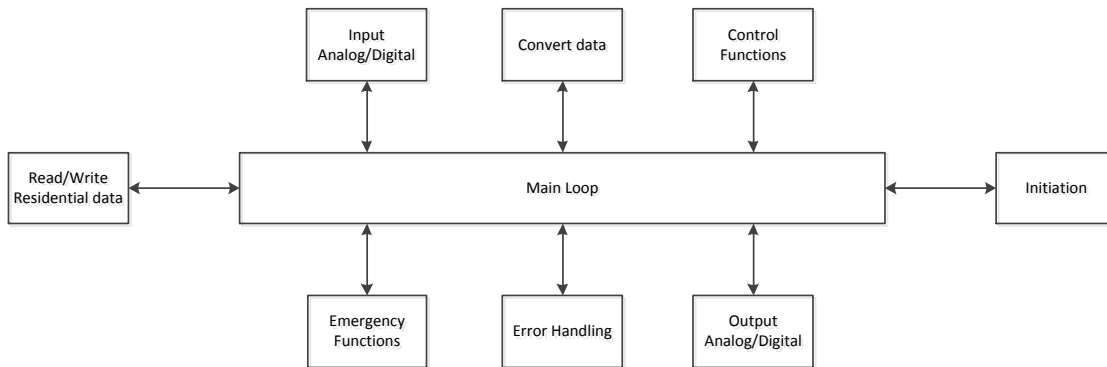 Input
Analog/Digital
Convert data
Control
Functions
Read/Write
Residential data
Main Loop
Initiation
Emergency
Functions
Error Handling
Output
Analog/Digital